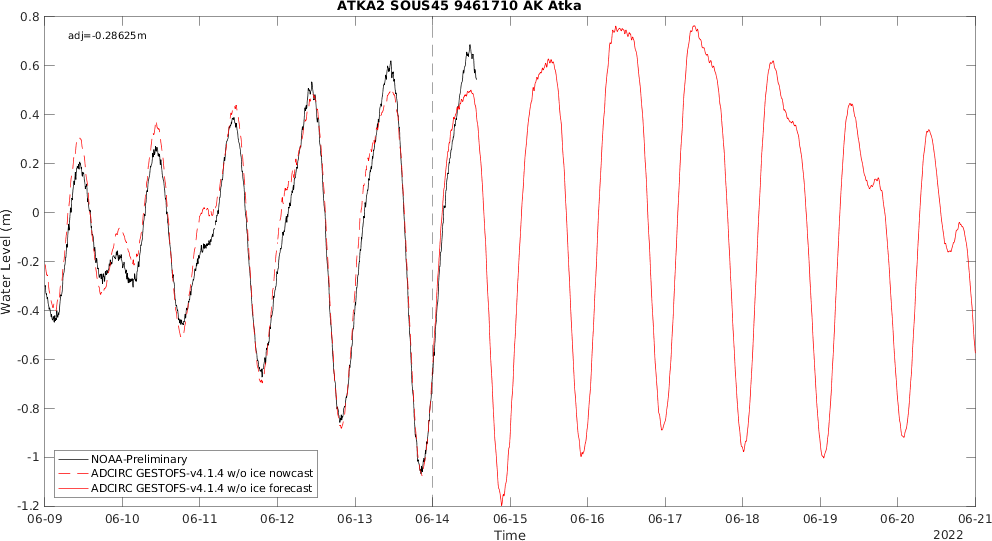 ATKA2 SOUS45 9461710 AK Atka
adj=-0.28625m
Water Level (m)
0.8
0.6
0.4
0.2
0
-0.2
-0.4
-0.6
-0.8
-1
-1.2
NOAA-Preliminary
ADCIRC GESTOFS-v4.1.4 w/o ice nowcast
ADCIRC GESTOFS-v4.1.4 w/o ice forecast
06-09 06-10 06-11 06-12 06-13 06-14 06-15 06-16 06-17 06-18 06-19 06-20 06-21
Time
2022